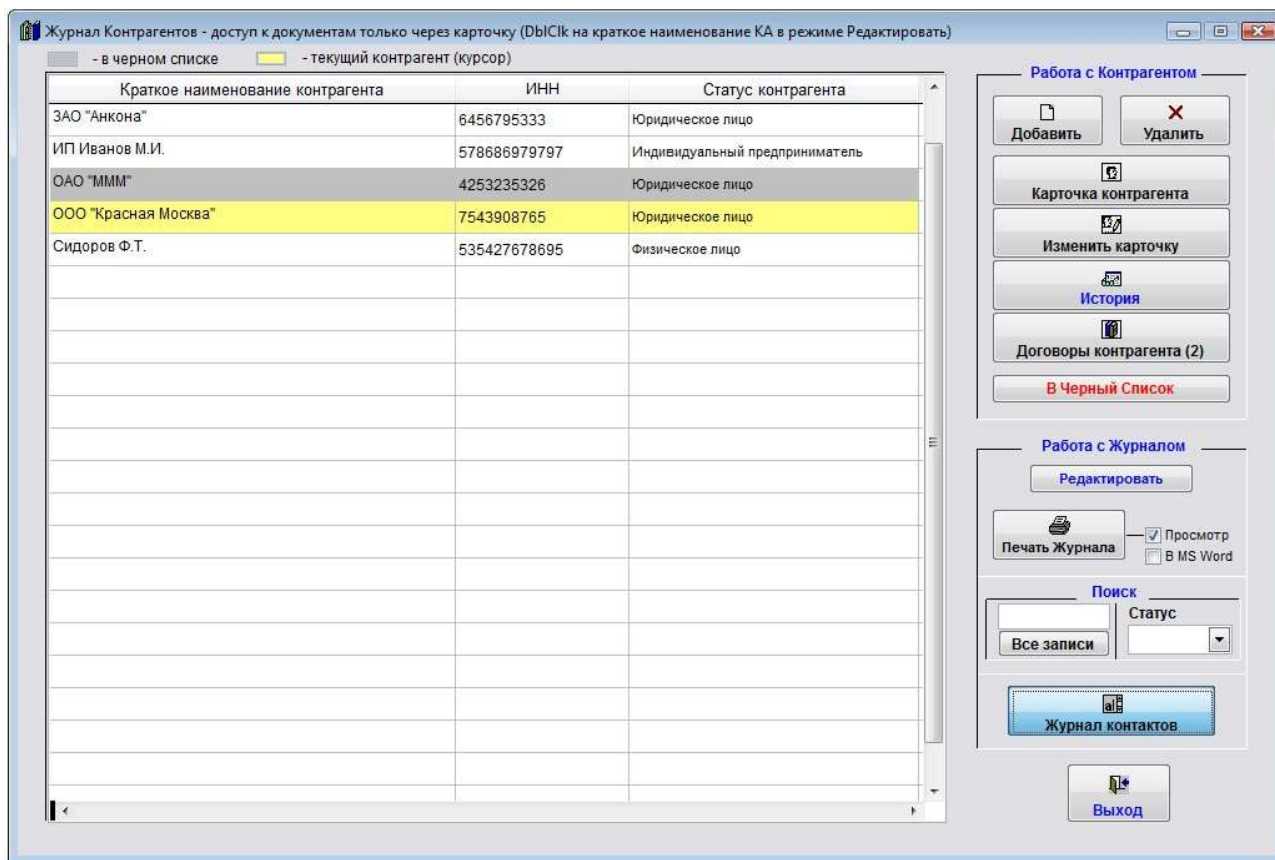 Журнал Контрагентов - доступ к документам только через карточку (DblClk на краткое наименование КА в режиме Редактировать)
- в черном списке - текущий контрагент (курсор)
Краткое наименование контрагента ИНН Статус контрагента
ЗАО "Анкона" 6456795333 Юридическое лицо
ИП Иванов М.И. 578686979797 Индивидуальный предприниматель
ОАО "МММ" 4253235326 Юридическое лицо
ООО "Красная Москва" 7543908765 Юридическое лицо
Сидоров Ф.Т. 535427678695 Физическое лицо
Работа с Контрагентом
Добавить Удалить
Карточка контрагента
Изменить карточку
История
Договоры контрагента (2)
В Черный Список
Работа с Журналом
Редактировать
Печать Журнала
Просмотр
В MS Word
Поиск
Статус
Все записи
Журнал контактов
Выход